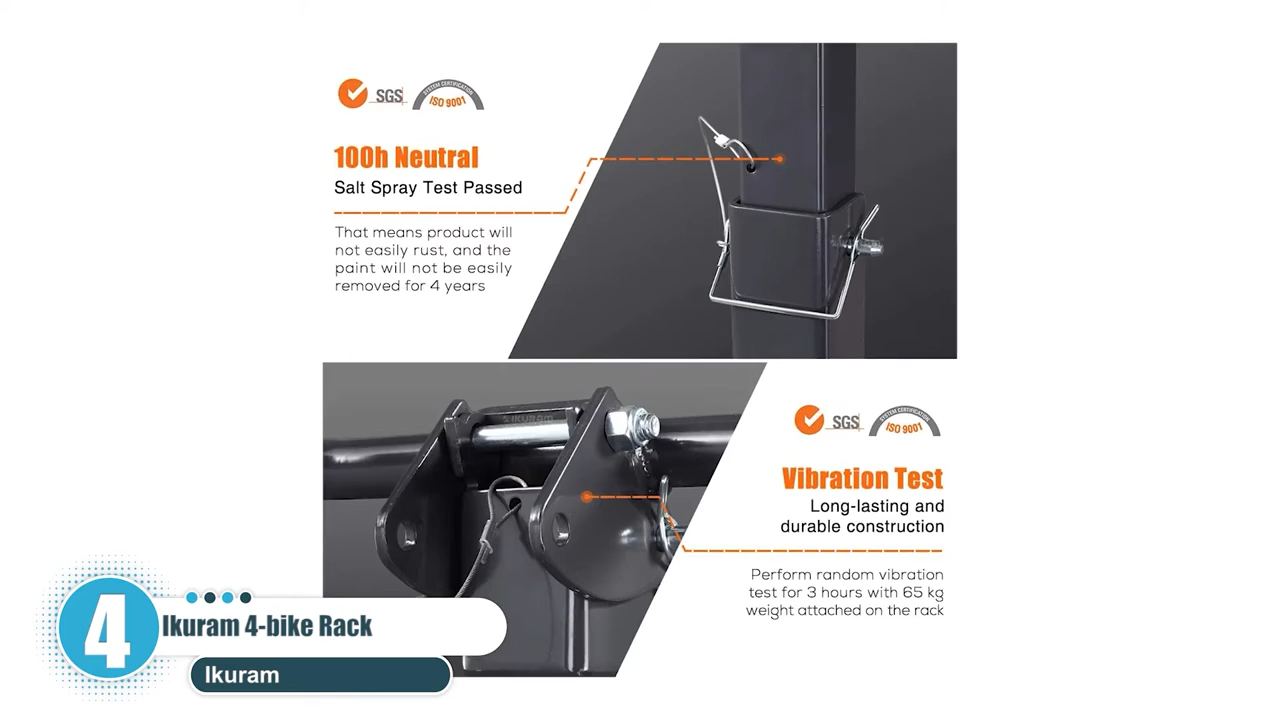 SGS
SYSTEM CERTIFICATION
ISO 9001
100h Neutral
Salt Spray Test Passed
That means product will
not easily rust, and the
paint will not be easily
removed for 4 years
IKURAM
SGS
SYSTEM CERTIFICATION
ISO 9001
Vibration Test
Long-lasting and
durable construction
Perform random vibration
test for 3 hours with 65 kg
weight attached on the rack
4
Ikuram 4-bike Rack
Ikuram